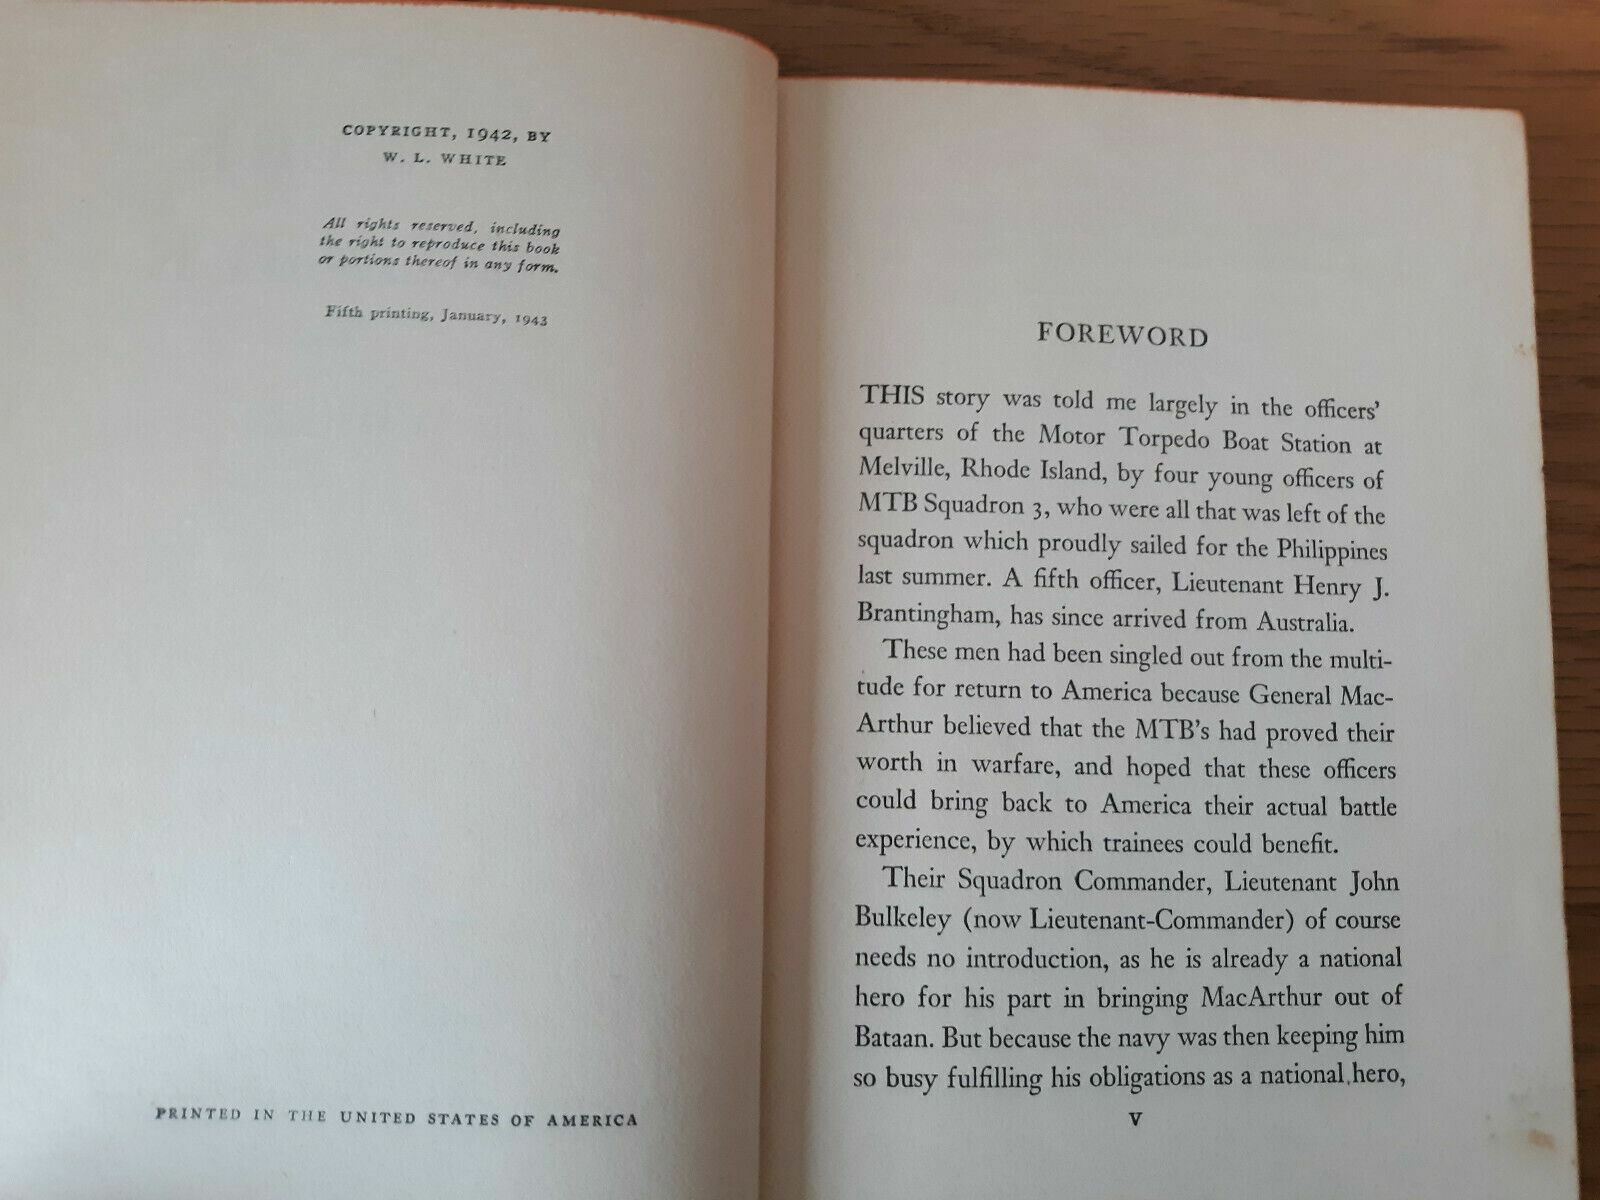 COPYRIGHT, 1942, BY
W. L. WHITE
All rights reserved, including
the right to reproduce this book
or portions thereof in any form.
Fifth printing, January, 1943
PRINTED IN THE UNITED STATES OF AMERICA
FOREWORD
THIS story was told me largely in the officers'
quarters of the Motor Torpedo Boat Station at
Melville, Rhode Island, by four young officers of
MTB Squadron 3, who were all that was left of the
squadron which proudly sailed for the Philippines
last summer. A fifth officer, Lieutenant Henry J.
Brantingham, has since arrived from Australia.
These men had been singled out from the multi-
tude for return to America because General Mac-
Arthur believed that the MTB's had proved their
worth in warfare, and hoped that these officers
could bring back to America their actual battle
experience, by which trainees could benefit.
Their Squadron Commander, Lieutenant John
Bulkeley (now Lieutenant-Commander) of course
needs no introduction, as he is already a national
hero for his part in bringing MacArthur out of
Bataan. But because the navy was then keeping him
so busy fulfilling his obligations as a national hero,
V